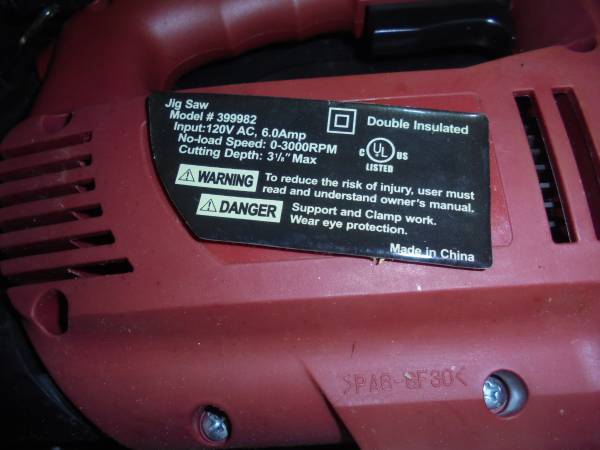 Jig Saw
Model # 399982
Input:120V AC, 6.0Amp
No-load Speed: 0-3000RPM
Cutting Depth: 3⅛" Max
Double Insulated
C UL US
LISTED
WARNING To reduce the risk of injury, user must
read and understand owner's manual.
DANGER Support and Clamp work.
Wear eye protection.
Made in China
>PA6-GF30<